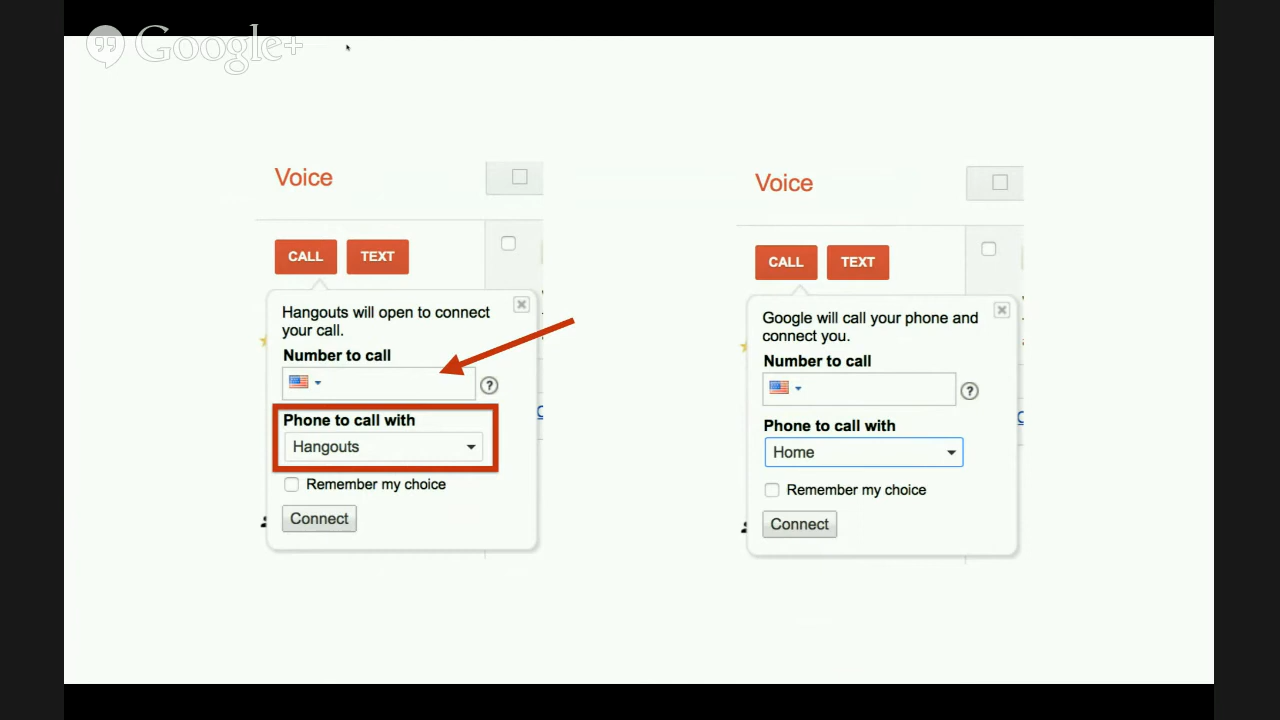 Google+
Voice
CALL TEXT
Hangouts will open to connect
your call.
Number to call
?
Phone to call with
Hangouts
Remember my choice
Connect
Voice
CALL TEXT
Google will call your phone and
connect you.
Number to call
?
Phone to call with
Home
Remember my choice
Connect